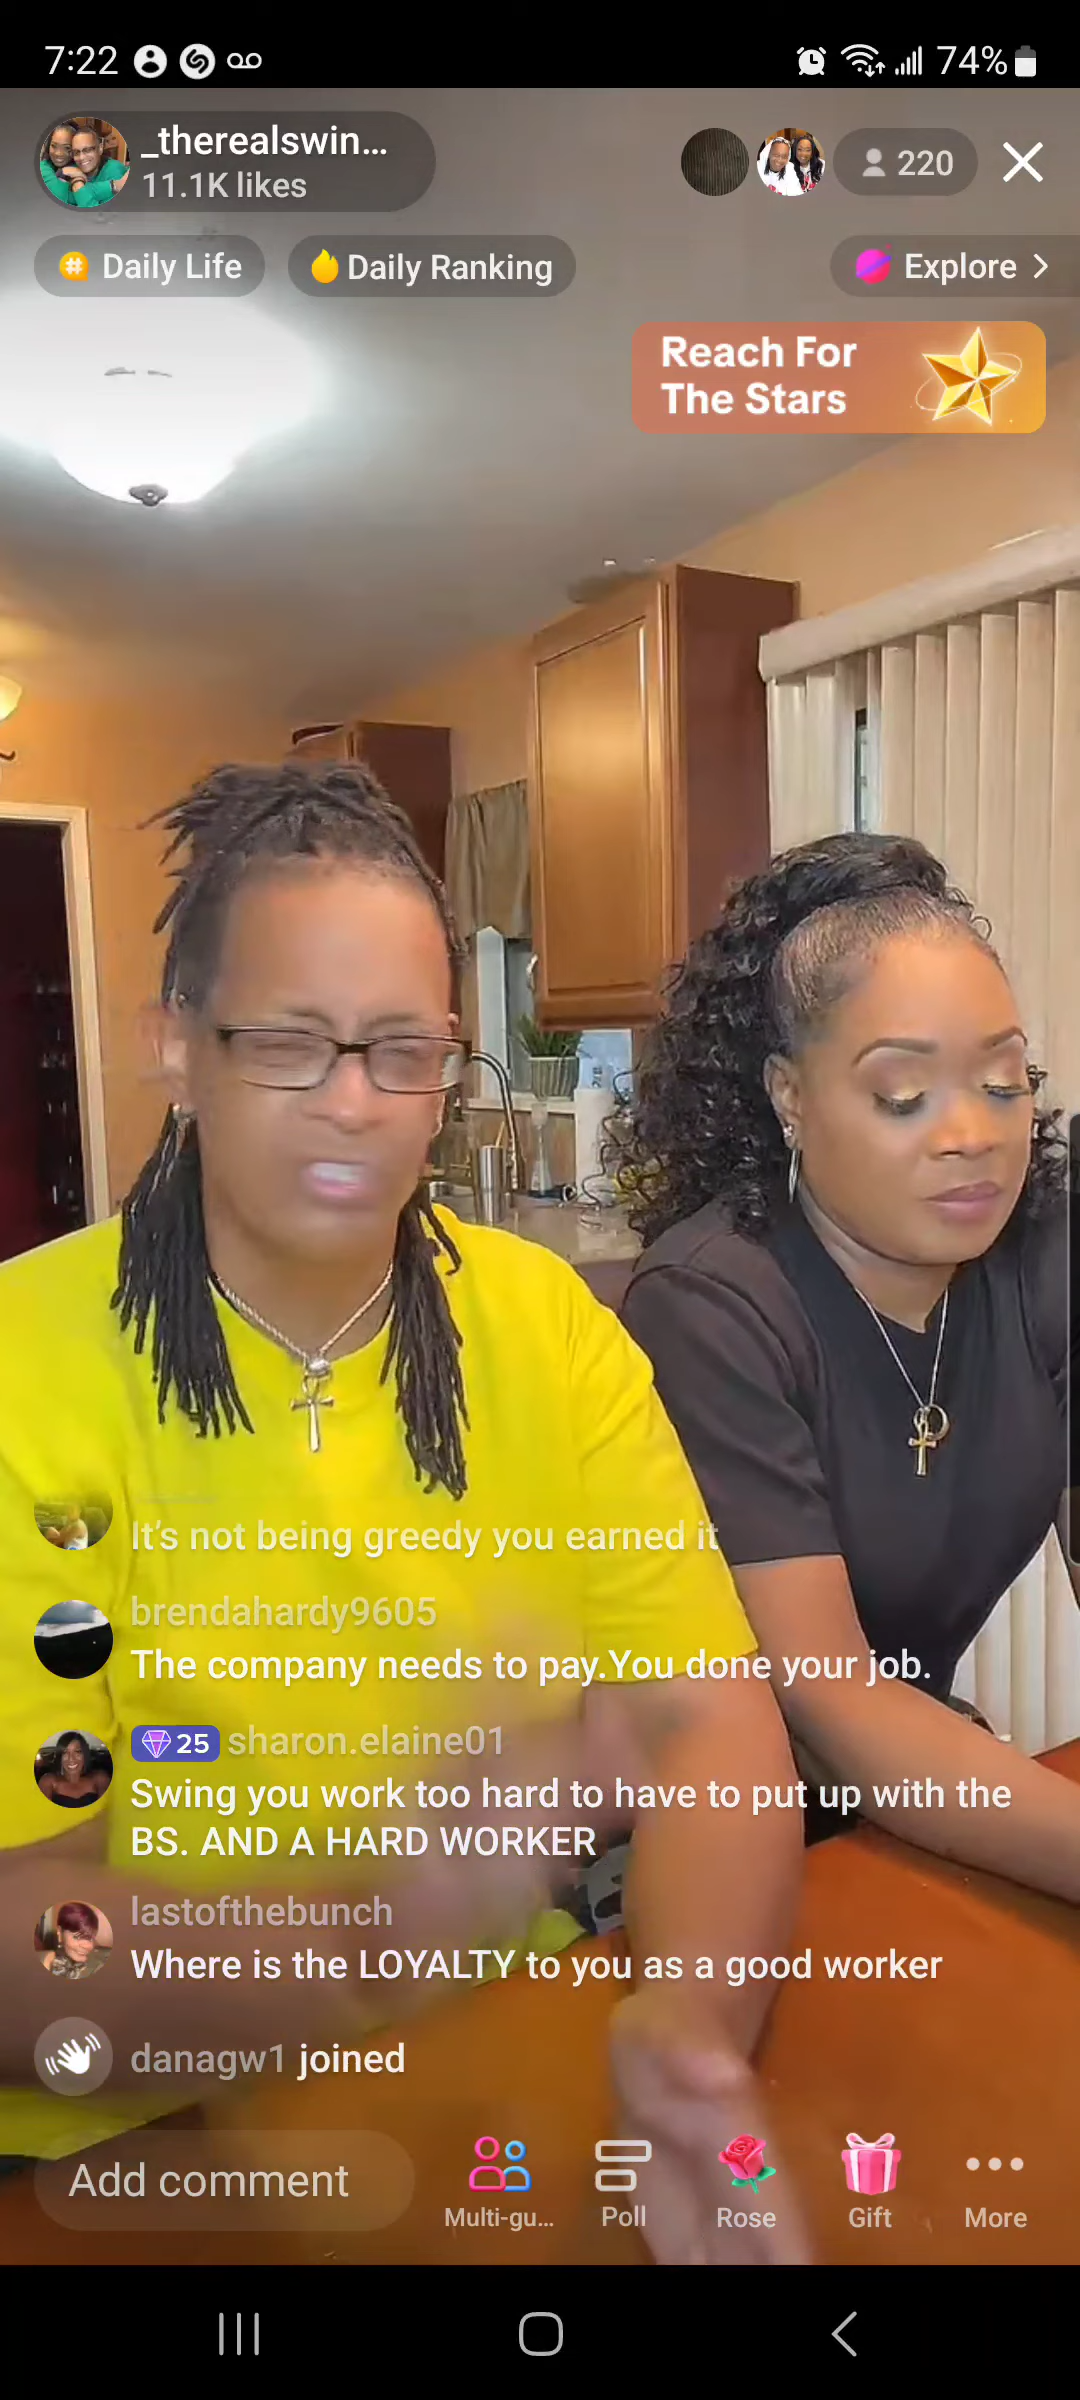 7:22
74%
_therealswin...
11.1K likes
220
Daily Life
Daily Ranking
Explore
Reach For
The Stars
It's not being greedy you earned it
brendahardy9605
The company needs to pay.You done your job.
25 sharon.elaine01
Swing you work too hard to have to put up with the
BS. AND A HARD WORKER
lastofthebunch
Where is the LOYALTY to you as a good worker
danagw1 joined
Add comment
Multi-gu...
Poll
Rose
Gift
More